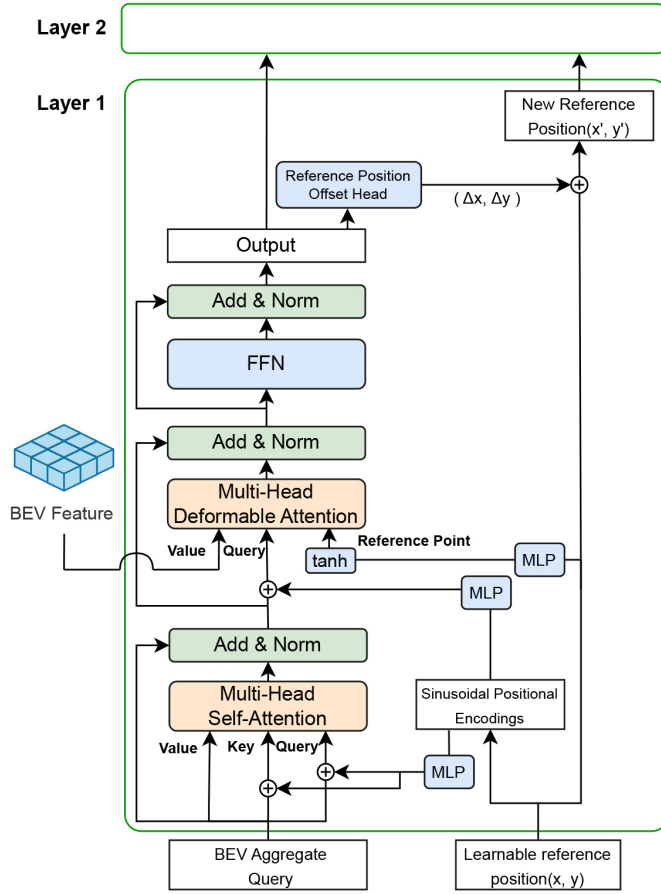 Layer 2
Layer 1
New Reference
Position(x', y')
Reference Position
Offset Head
( Δx, Δy )
Output
Add & Norm
FFN
Add & Norm
Multi-Head
Deformable Attention
BEV Feature
Value
Query
Reference Point
tanh
MLP
MLP
Add & Norm
Multi-Head
Self-Attention
Sinusoidal Positional
Encodings
Value
Key
Query
MLP
BEV Aggregate
Query
Learnable reference
position(x, y)